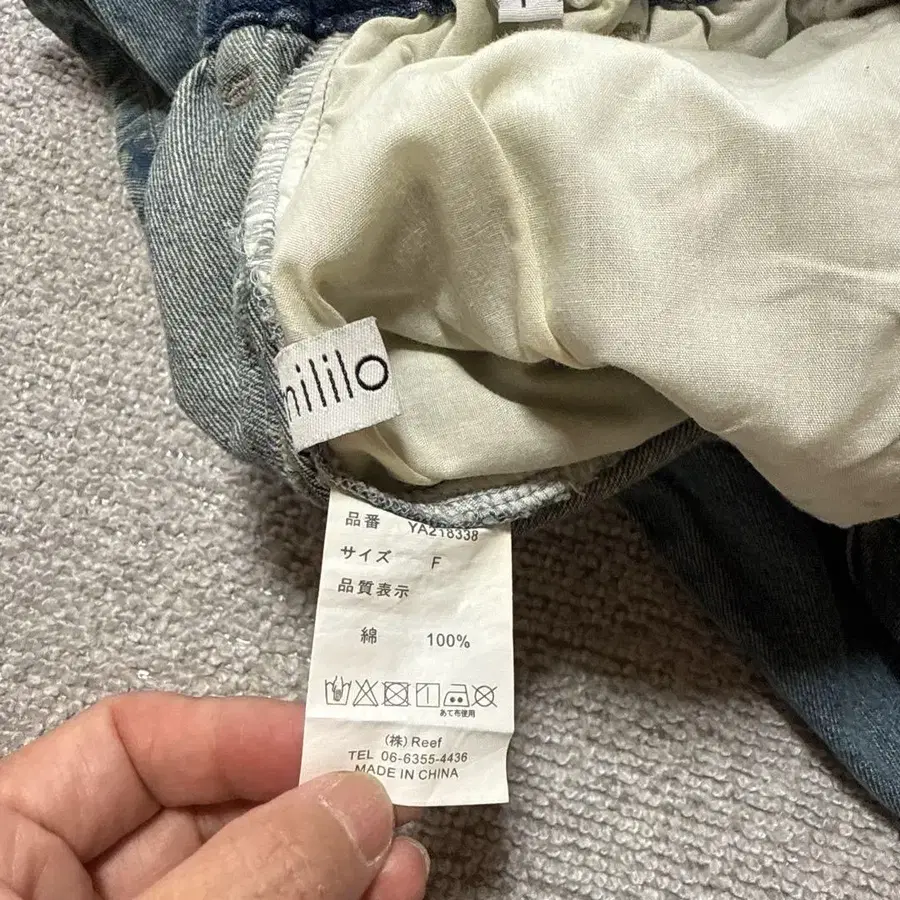 nililo
品番 YA218338
サイズ F
品質表示
綿 100%
あて布使用
(株)Reef
TEL 06-6355-4436
MADE IN CHINA